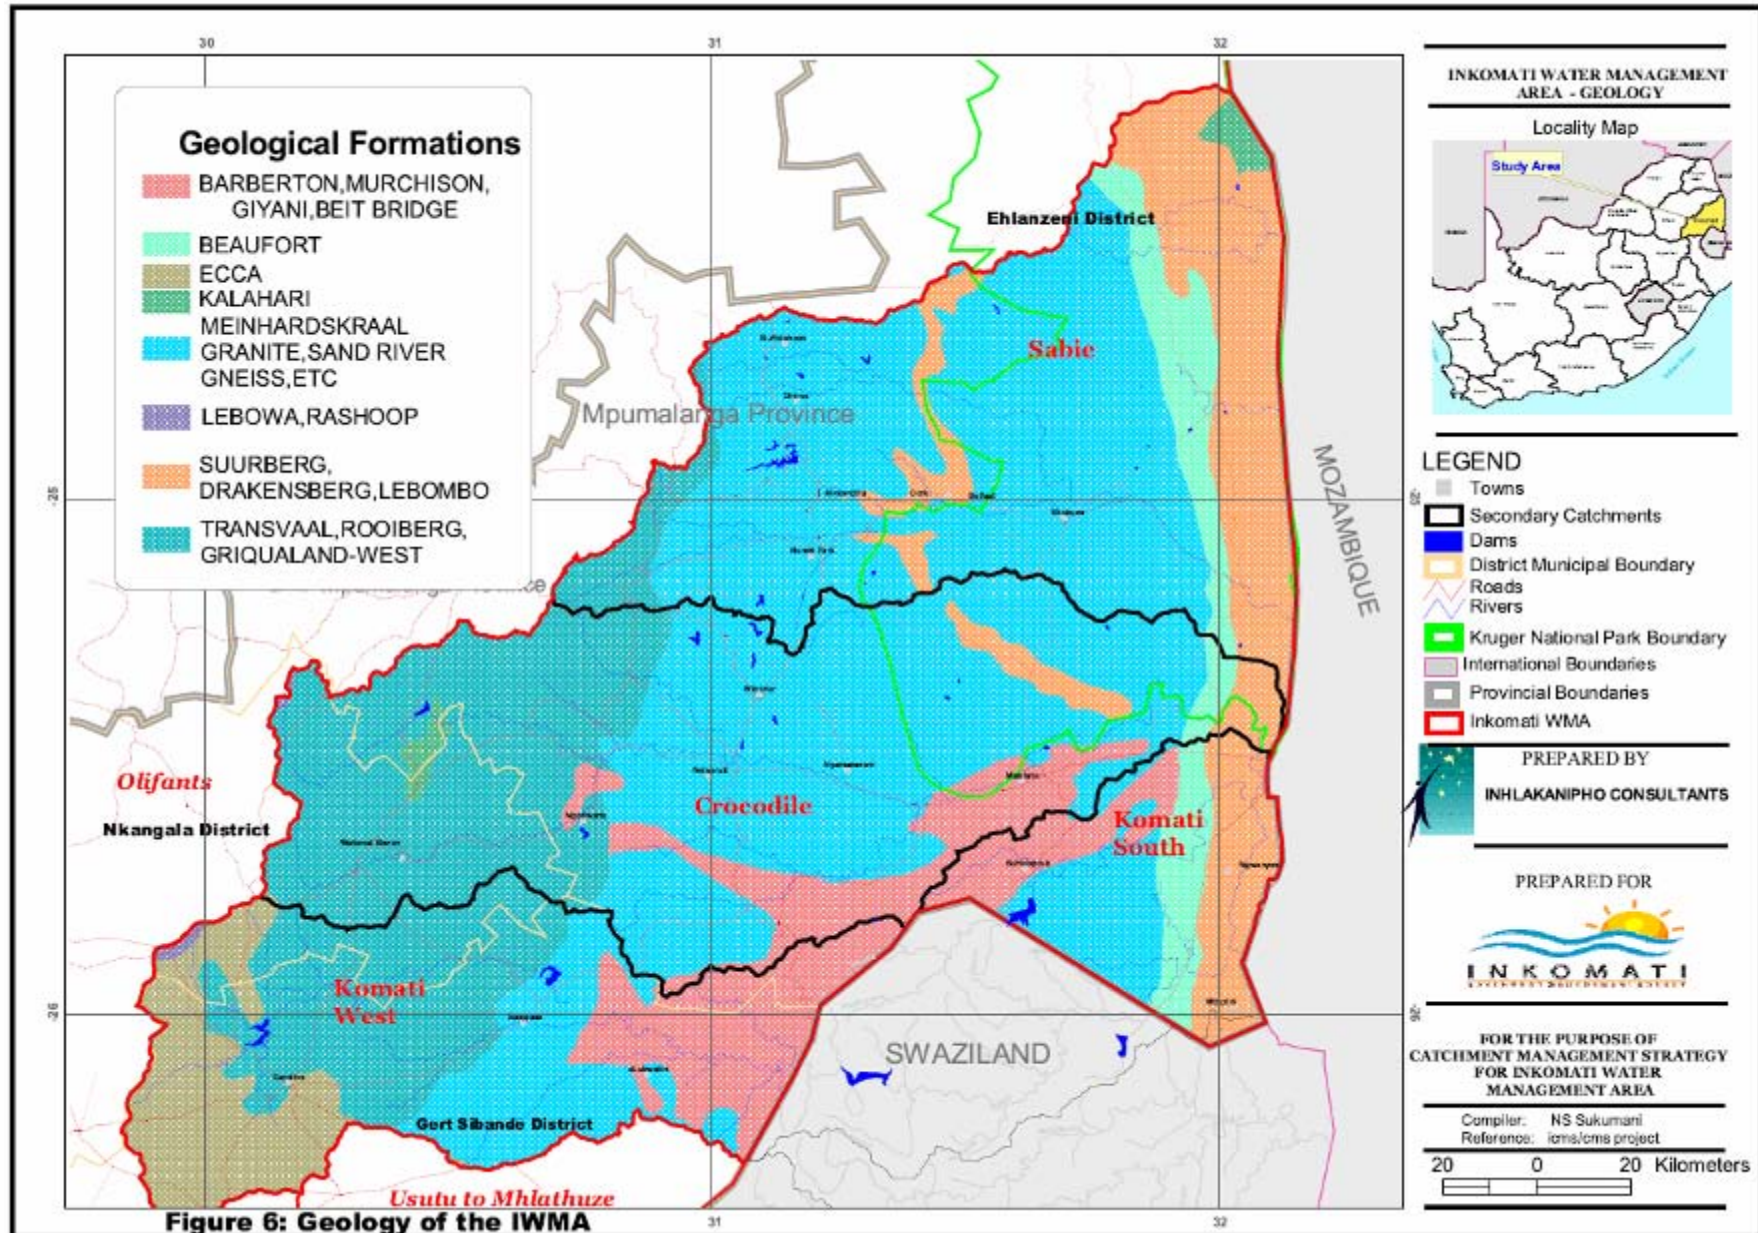 30
31
32
Geological Formations
BARBERTON,MURCHISON,
GIYANI,BEIT BRIDGE
BEAUFORT
ECCA
KALAHARI
MEINHARDSKRAAL
GRANITE,SAND RIVER
GNEISS,ETC
LEBOWA,RASHOOP
SUURBERG,
DRAKENSBERG,LEBOMBO
TRANSVAAL,ROOIBERG,
GRIQUALAND-WEST
Ehlanzeni District
Sabie
Mpumalanga Province
-25
-25
MOZAMBIQUE
Olifants
Nkangala District
Crocodile
Komati
South
Komati
West
-26
-26
SWAZILAND
Gert Sibande District
Usutu to Mhlathuze
31
32
Figure 6: Geology of the IWMA
INKOMATI WATER MANAGEMENT
AREA - GEOLOGY
Locality Map
Study Area
LEGEND
Towns
Secondary Catchments
Dams
District Municipal Boundary
Roads
Rivers
Kruger National Park Boundary
International Boundaries
Provincial Boundaries
Inkomati WMA
PREPARED BY
INHLAKANIPHO CONSULTANTS
PREPARED FOR
INKOMATI
FOR THE PURPOSE OF
CATCHMENT MANAGEMENT STRATEGY
FOR INKOMATI WATER
MANAGEMENT AREA
Compiler: NS Sukumani
Reference: icms/cms project
20 0 20 Kilometers